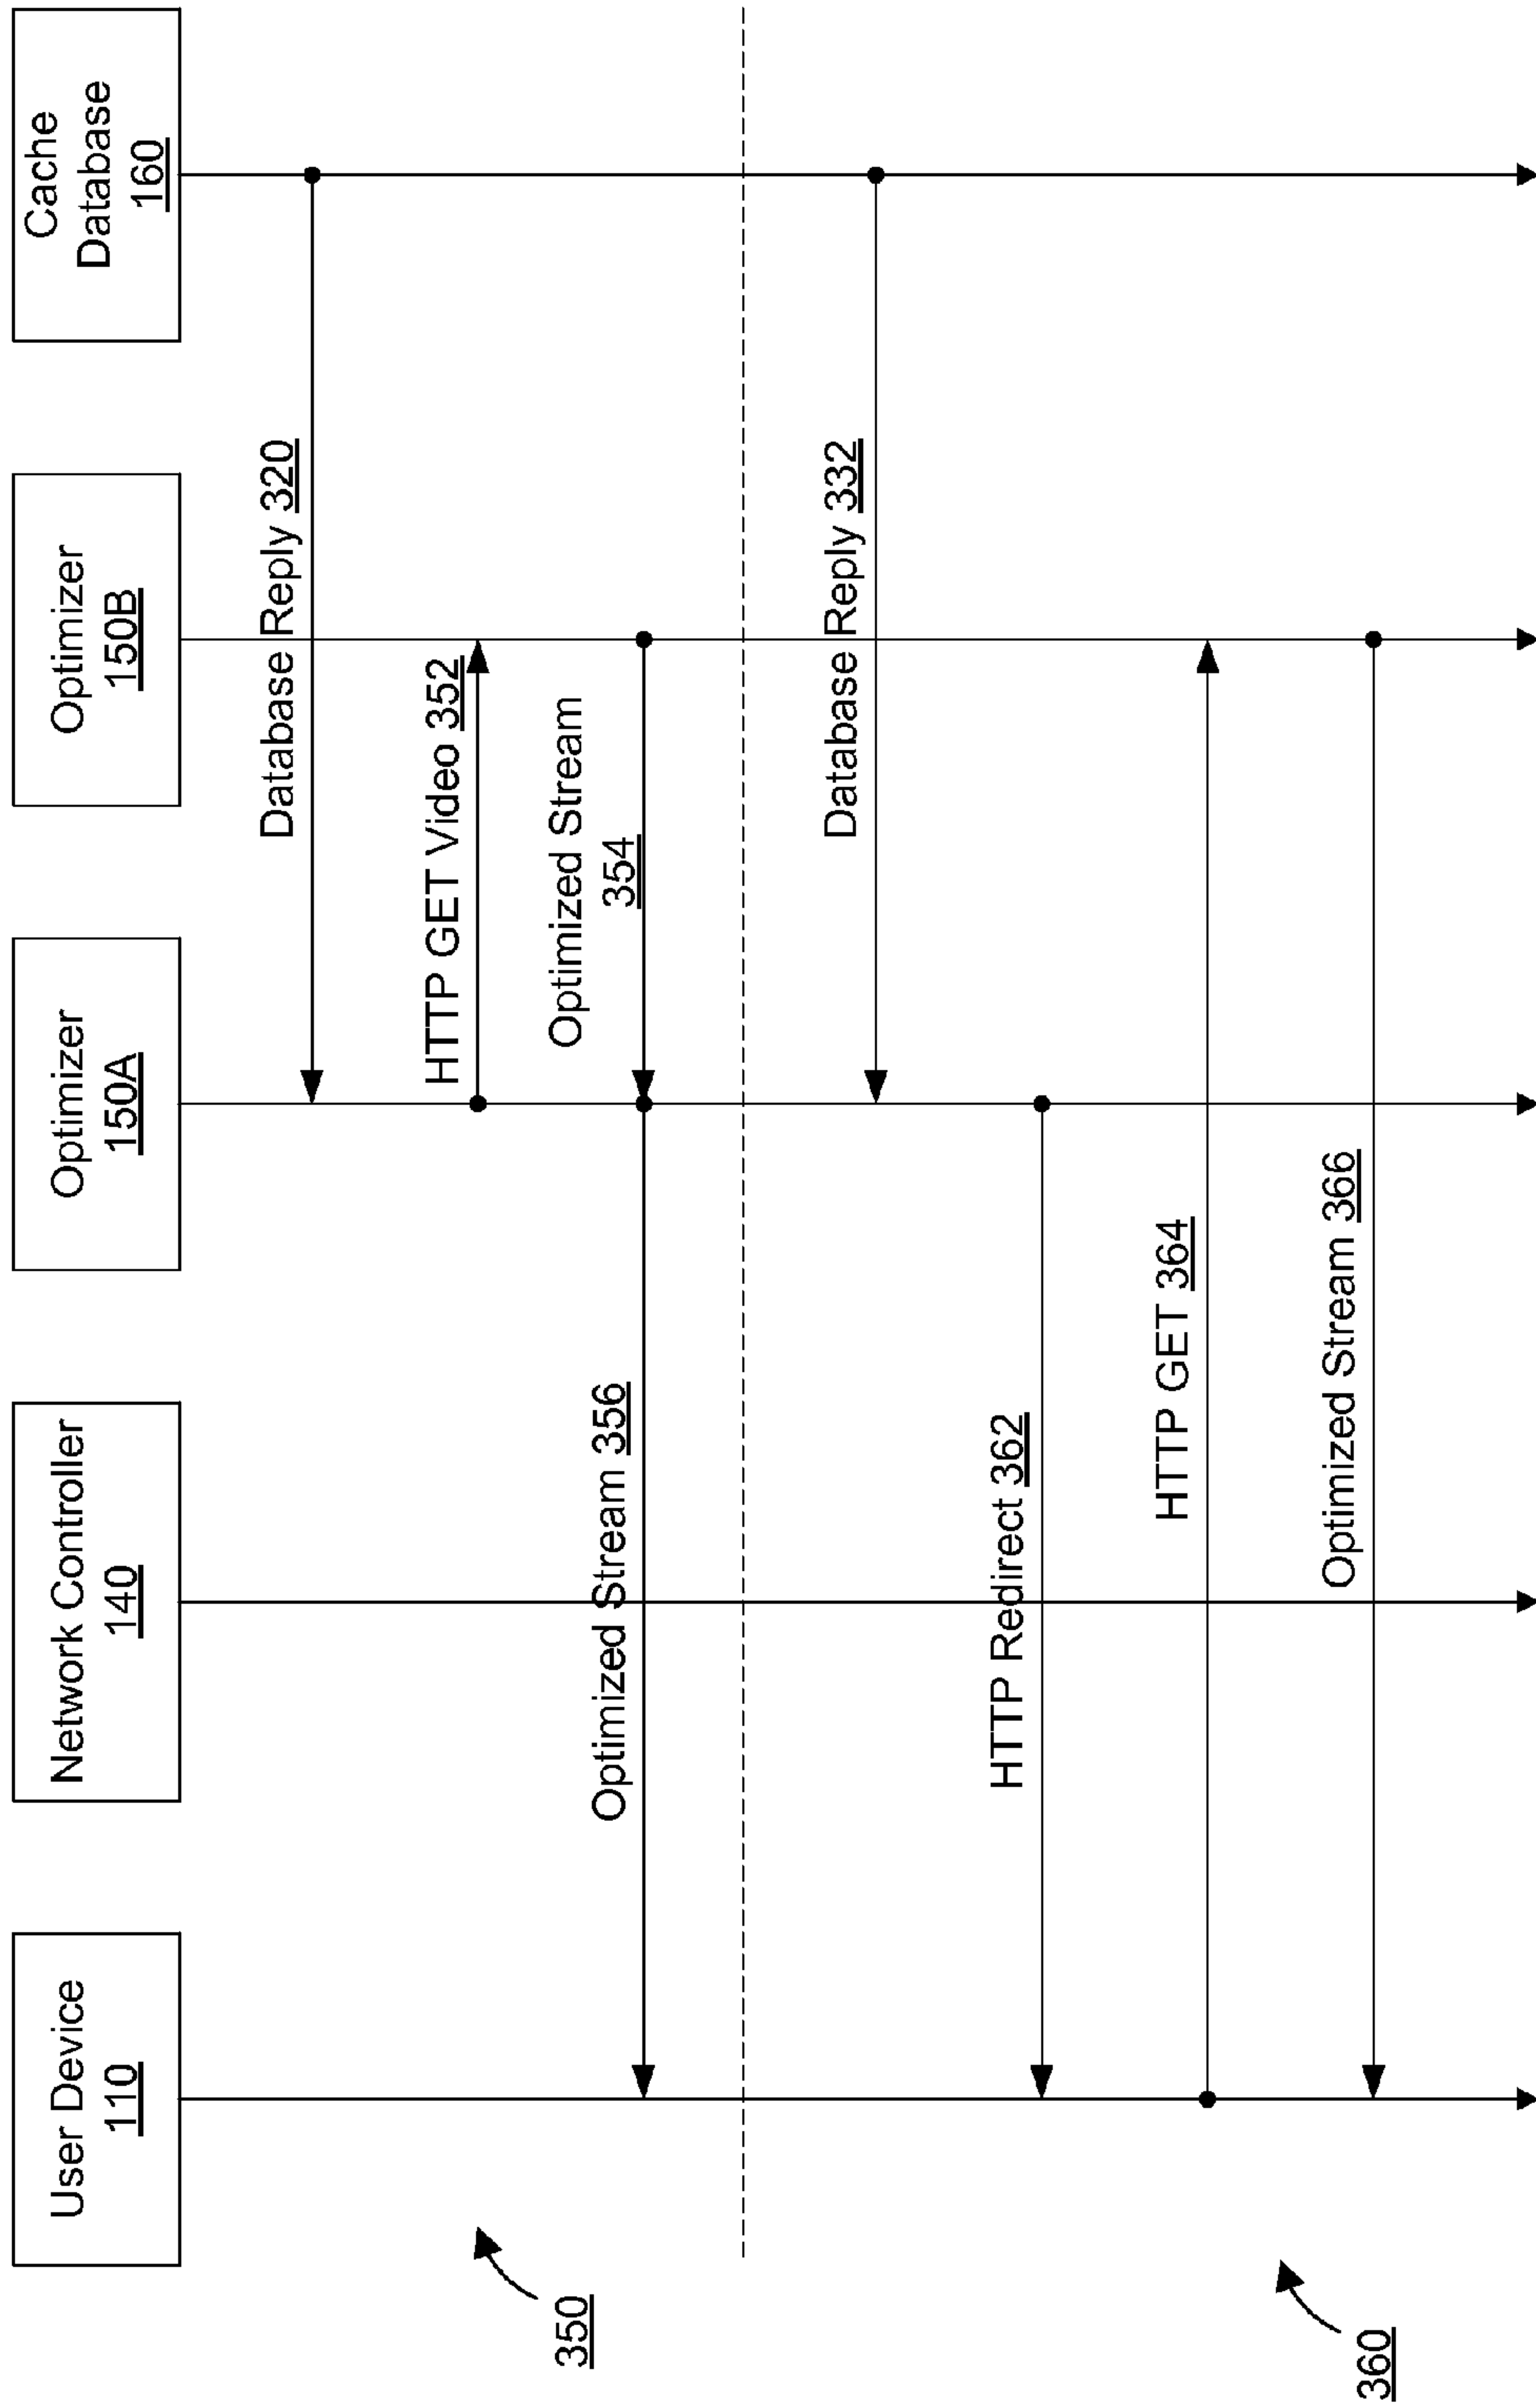 User Device
110
Network Controller
140
Optimizer
150A
Optimizer
150B
Cache
Database
160
Database Reply 320
HTTP GET Video 352
Optimized Stream
354
Optimized Stream 356
350
Database Reply 332
HTTP Redirect 362
HTTP GET 364
Optimized Stream 366
360